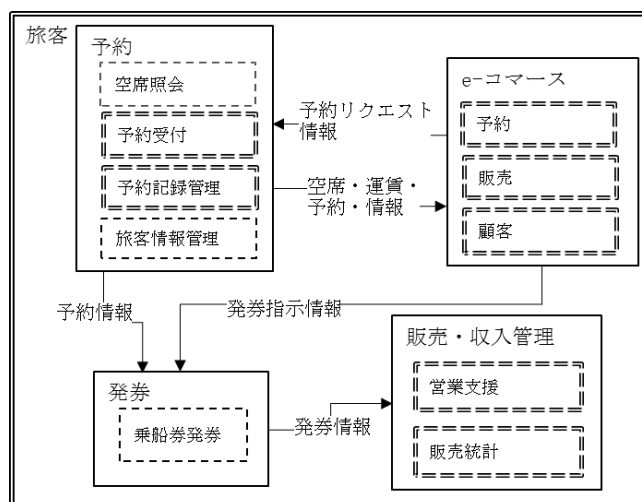 旅客
予約
空席照会
予約受付
予約記録管理
旅客情報管理
予約リクエスト
情報
空席・運賃・
予約・情報
e-コマース
予約
販売
顧客
予約情報
発券指示情報
発券
乗船券発券
発券情報
販売・収入管理
営業支援
販売統計